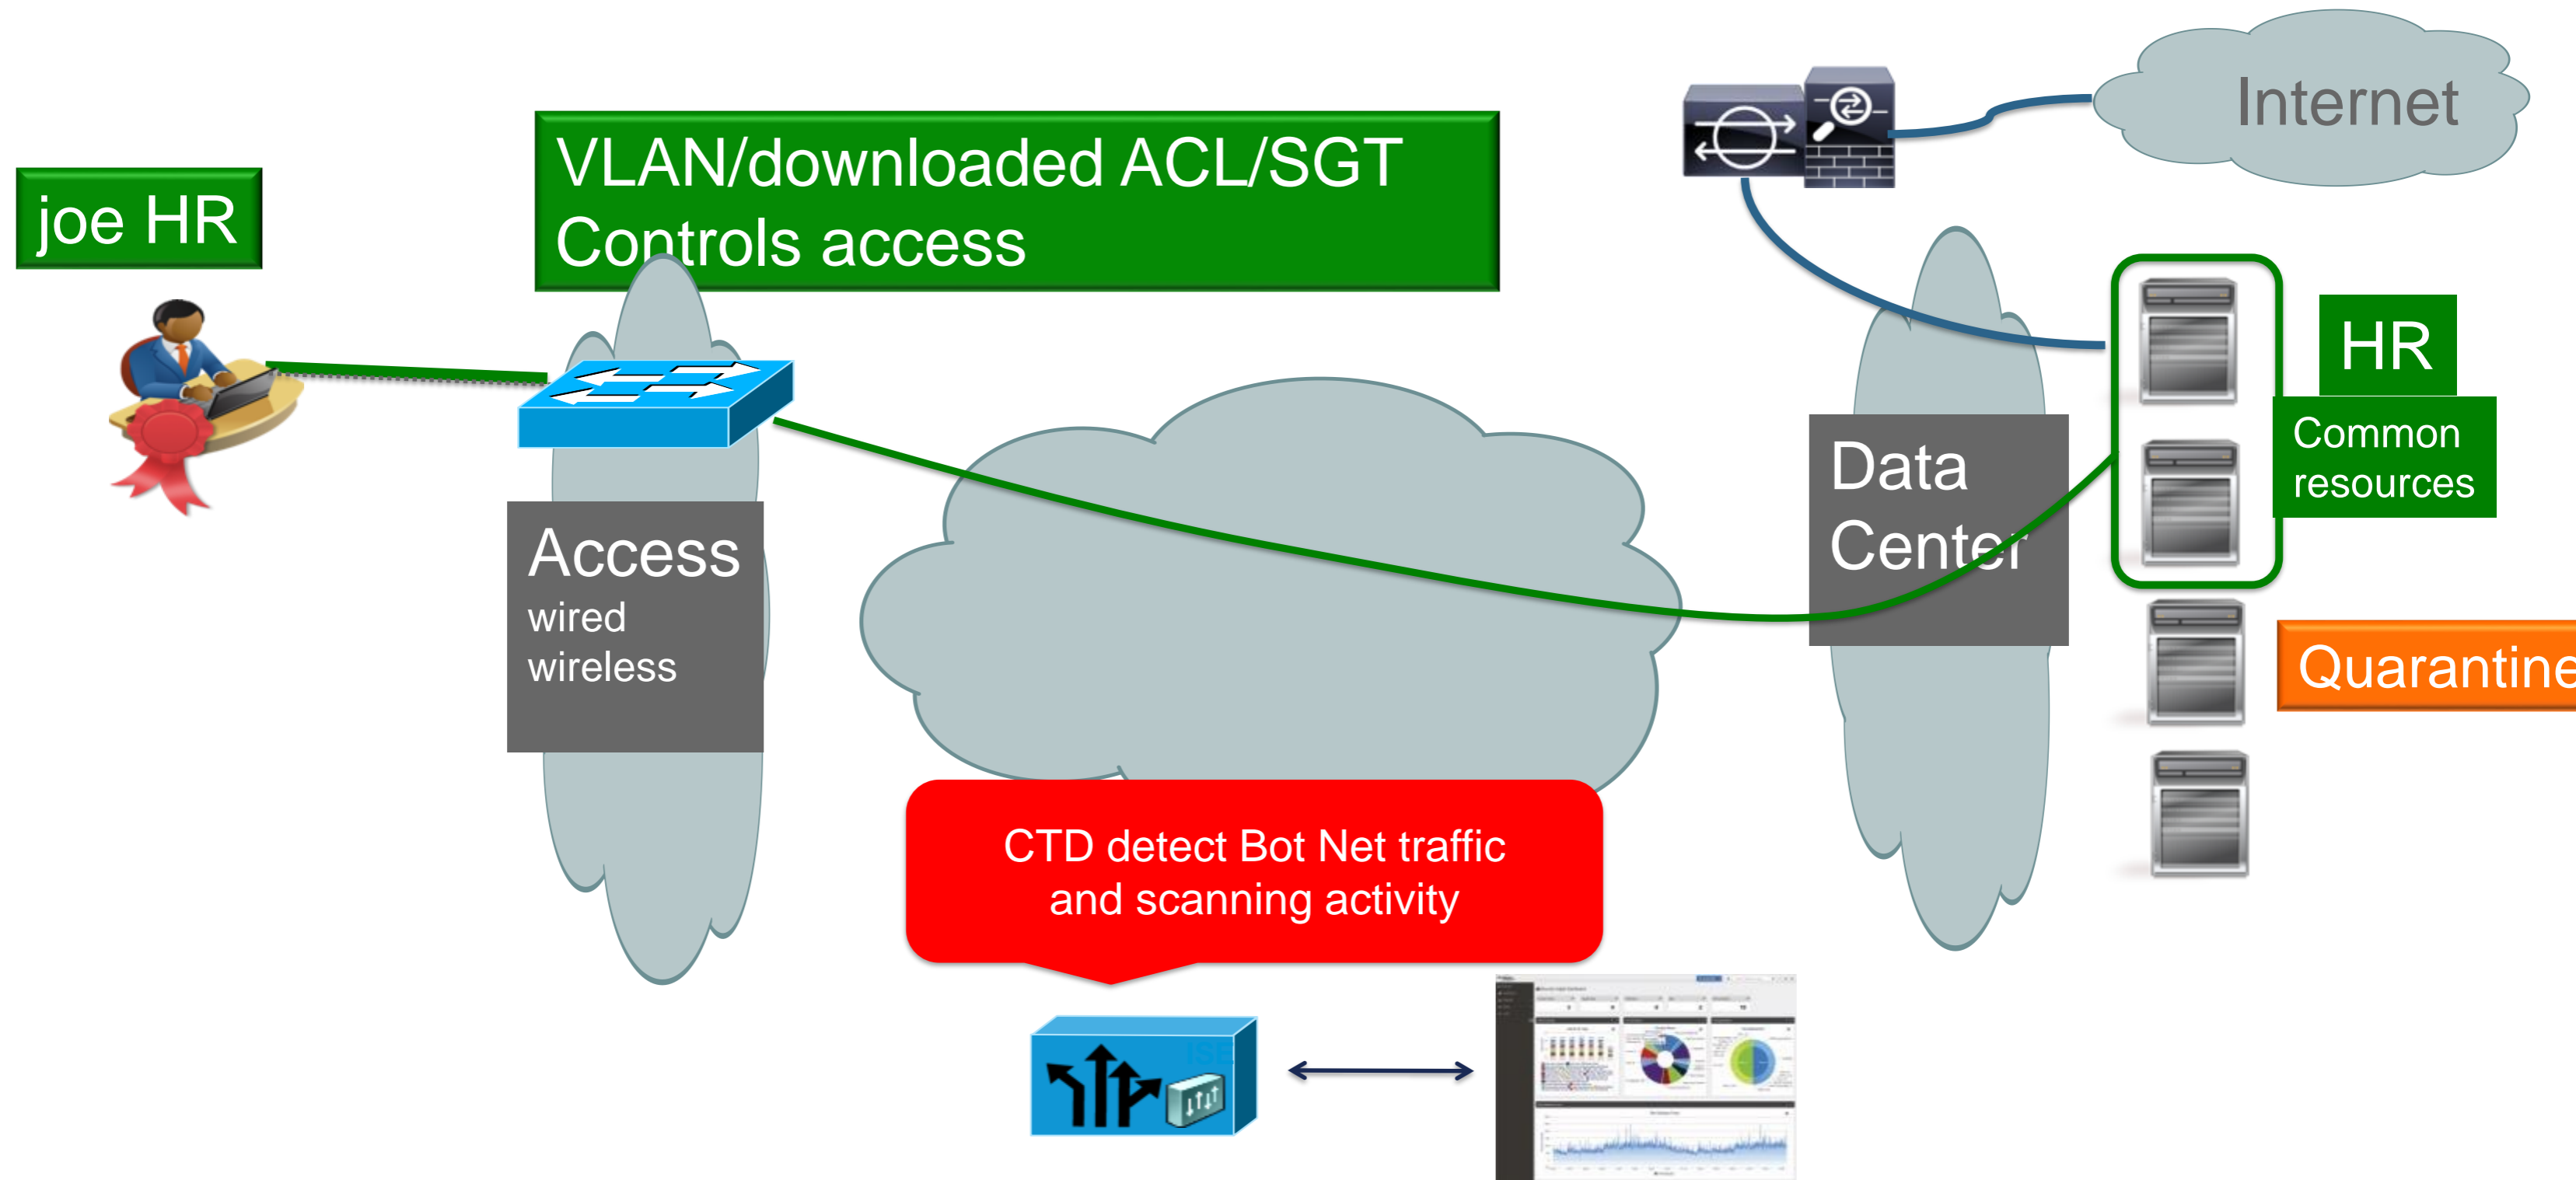 Internet
VLAN/downloaded ACL/SGT
Controls access
joe HR
HR
Common
resources
Data
Center
Access
wired
wireless
Quarantine
CTD detect Bot Net traffic
and scanning activity
ISE